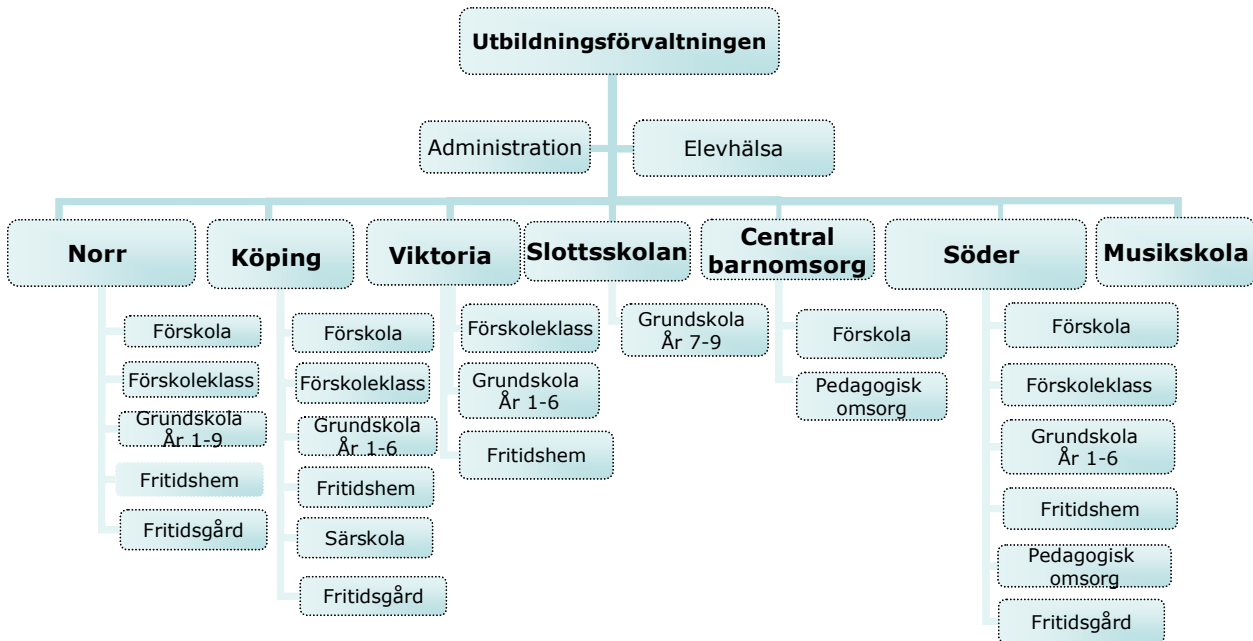 Utbildningsförvaltningen
Administration
Elevhälsa
Norr
Köping
Viktoria
Slottsskolan
Central
barnomsorg
Söder
Musikskola
Förskola
Förskoleklass
Grundskola
År 1-9
Fritidshem
Fritidsgård
Förskola
Förskoleklass
Grundskola
År 1-6
Fritidshem
Särskola
Fritidsgård
Förskoleklass
Grundskola
År 1-6
Fritidshem
Grundskola
År 7-9
Förskola
Pedagogisk
omsorg
Förskola
Förskoleklass
Grundskola
År 1-6
Fritidshem
Pedagogisk
omsorg
Fritidsgård